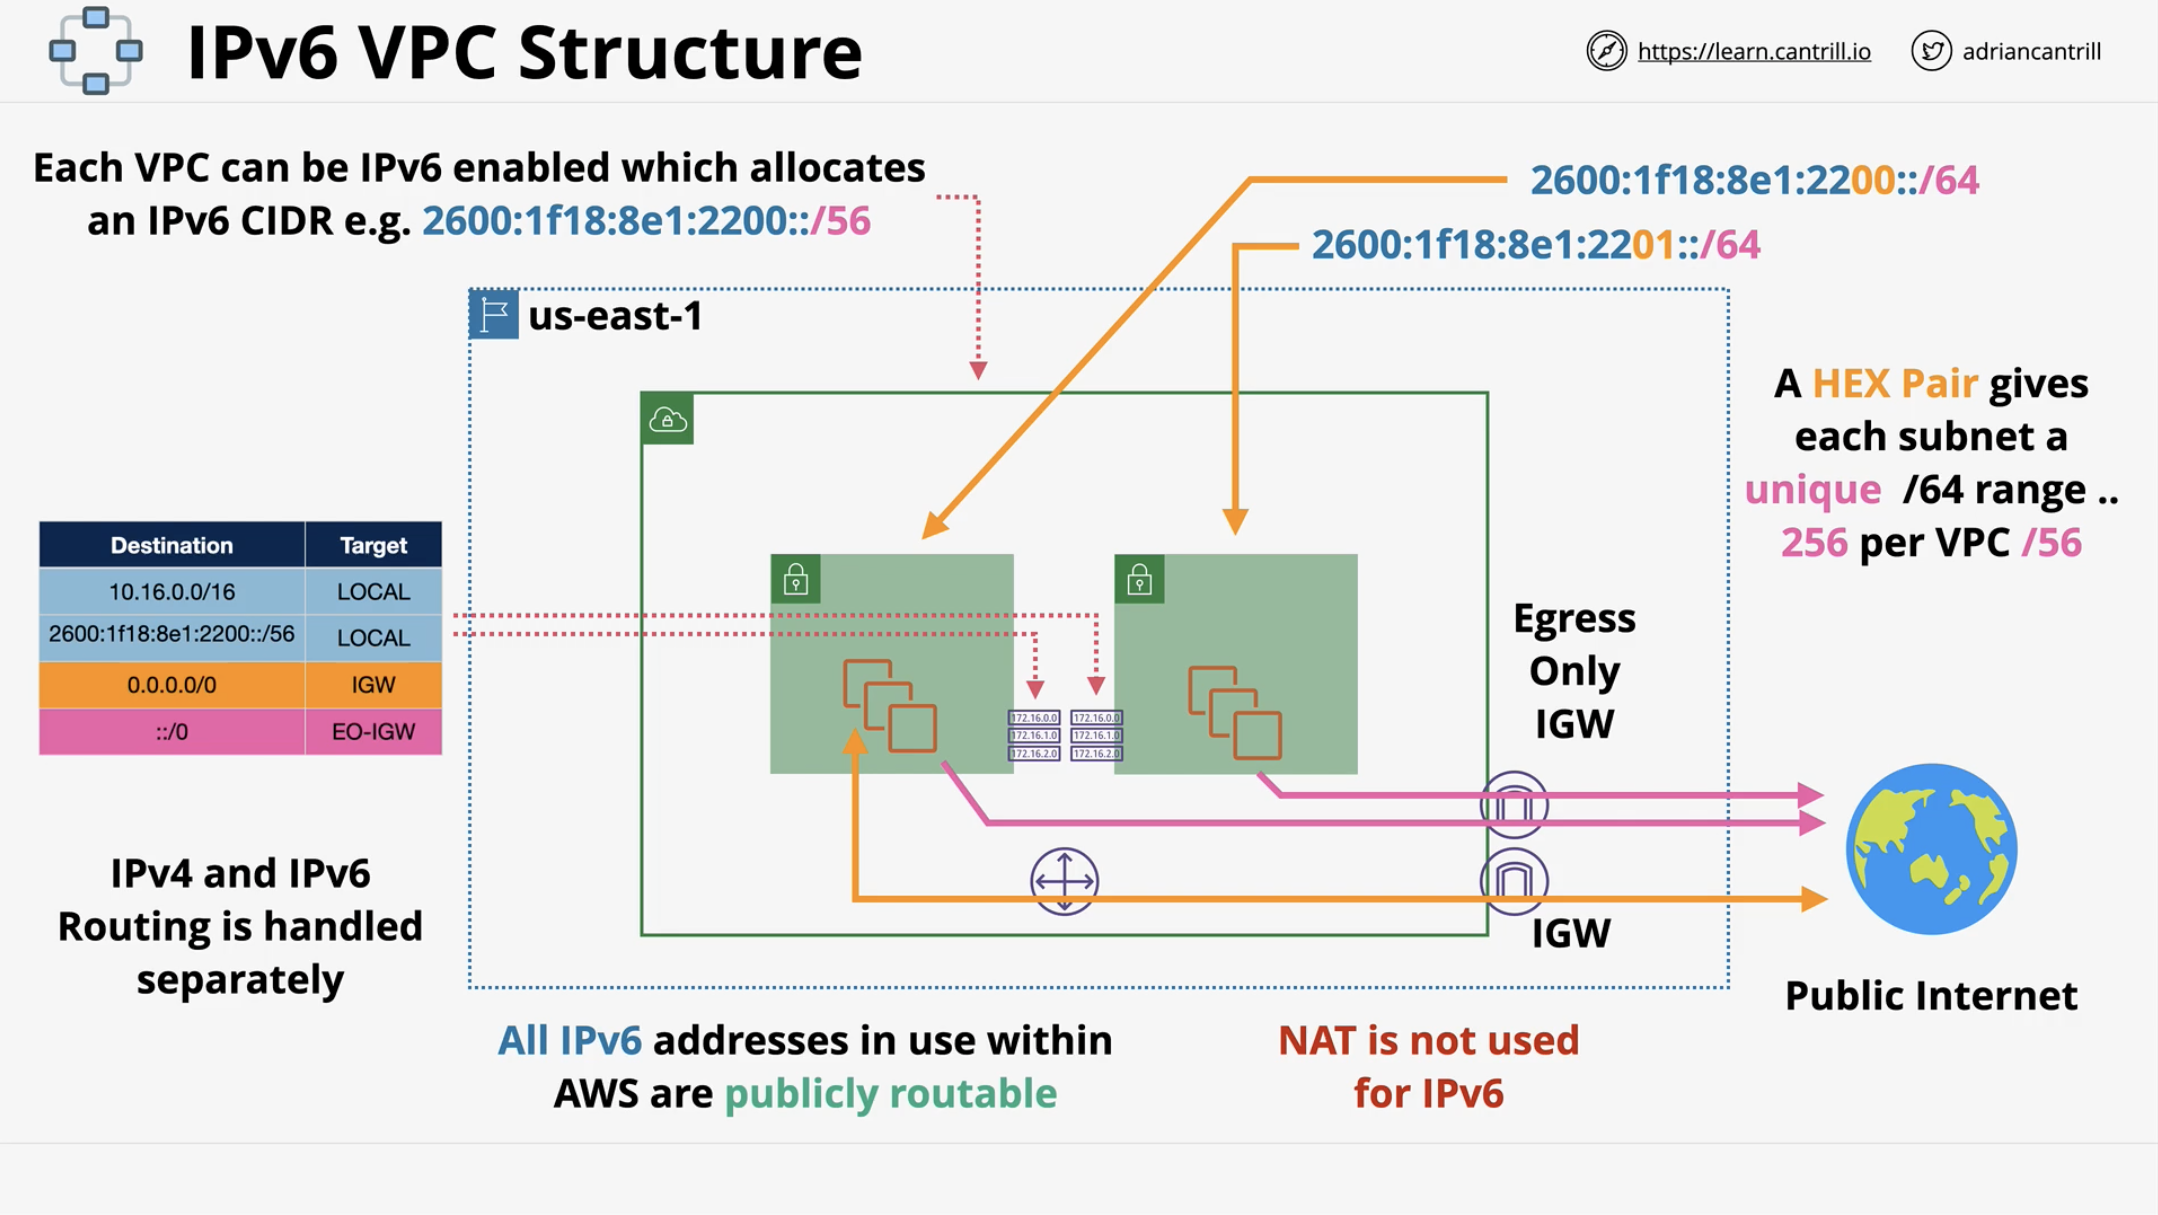 IPv6 VPC Structure
https://learn.cantrill.io
adriancantrill
Each VPC can be IPv6 enabled which allocates
an IPv6 CIDR e.g. 2600:1f18:8e1:2200::/56
2600:1f18:8e1:2200::/64
2600:1f18:8e1:2201::/64
us-east-1
A HEX Pair gives
each subnet a
unique /64 range ..
256 per VPC /56
Destination Target
10.16.0.0/16 LOCAL
2600:1f18:8e1:2200::/56 LOCAL
0.0.0.0/0 IGW
::/0 EO-IGW
172.16.0.0 172.16.0.0
172.16.1.0 172.16.1.0
172.16.2.0 172.16.2.0
Egress
Only
IGW
IGW
IPv4 and IPv6
Routing is handled
separately
Public Internet
All IPv6 addresses in use within
AWS are publicly routable
NAT is not used
for IPv6